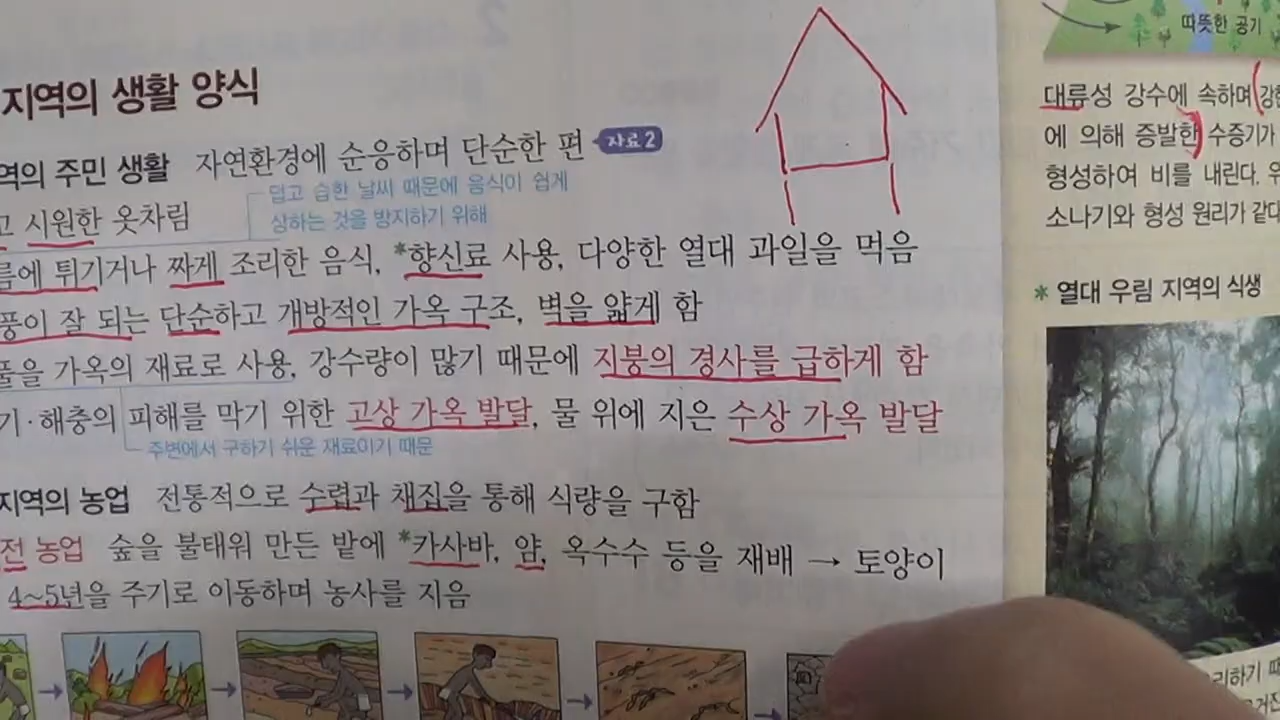 지역의 생활 양식
역의 주민 생활 자연환경에 순응하며 단순한 편 자료2
덥고 습한 날씨 때문에 음식이 쉽게
상하는 것을 방지하기 위해
고 시원한 옷차림
름에 튀기거나 짜게 조리한 음식, *향신료 사용, 다양한 열대 과일을 먹음
풍이 잘 되는 단순하고 개방적인 가옥 구조, 벽을 얇게 함
풀을 가옥의 재료로 사용, 강수량이 많기 때문에 지붕의 경사를 급하게 함
기·해충의 피해를 막기 위한 고상 가옥 발달, 물 위에 지은 수상 가옥 발달
주변에서 구하기 쉬운 재료이기 때문
지역의 농업 전통적으로 수렵과 채집을 통해 식량을 구함
전 농업 숲을 불태워 만든 밭에 *카사바, 얌, 옥수수 등을 재배 → 토양이
4~5년을 주기로 이동하며 농사를 지음
따뜻한 공기
대류성 강수에 속하며
에 의해 증발한 수증기가
형성하여 비를 내린다.
소나기와 형성 원리가 같다
* 열대 우림 지역의 식생